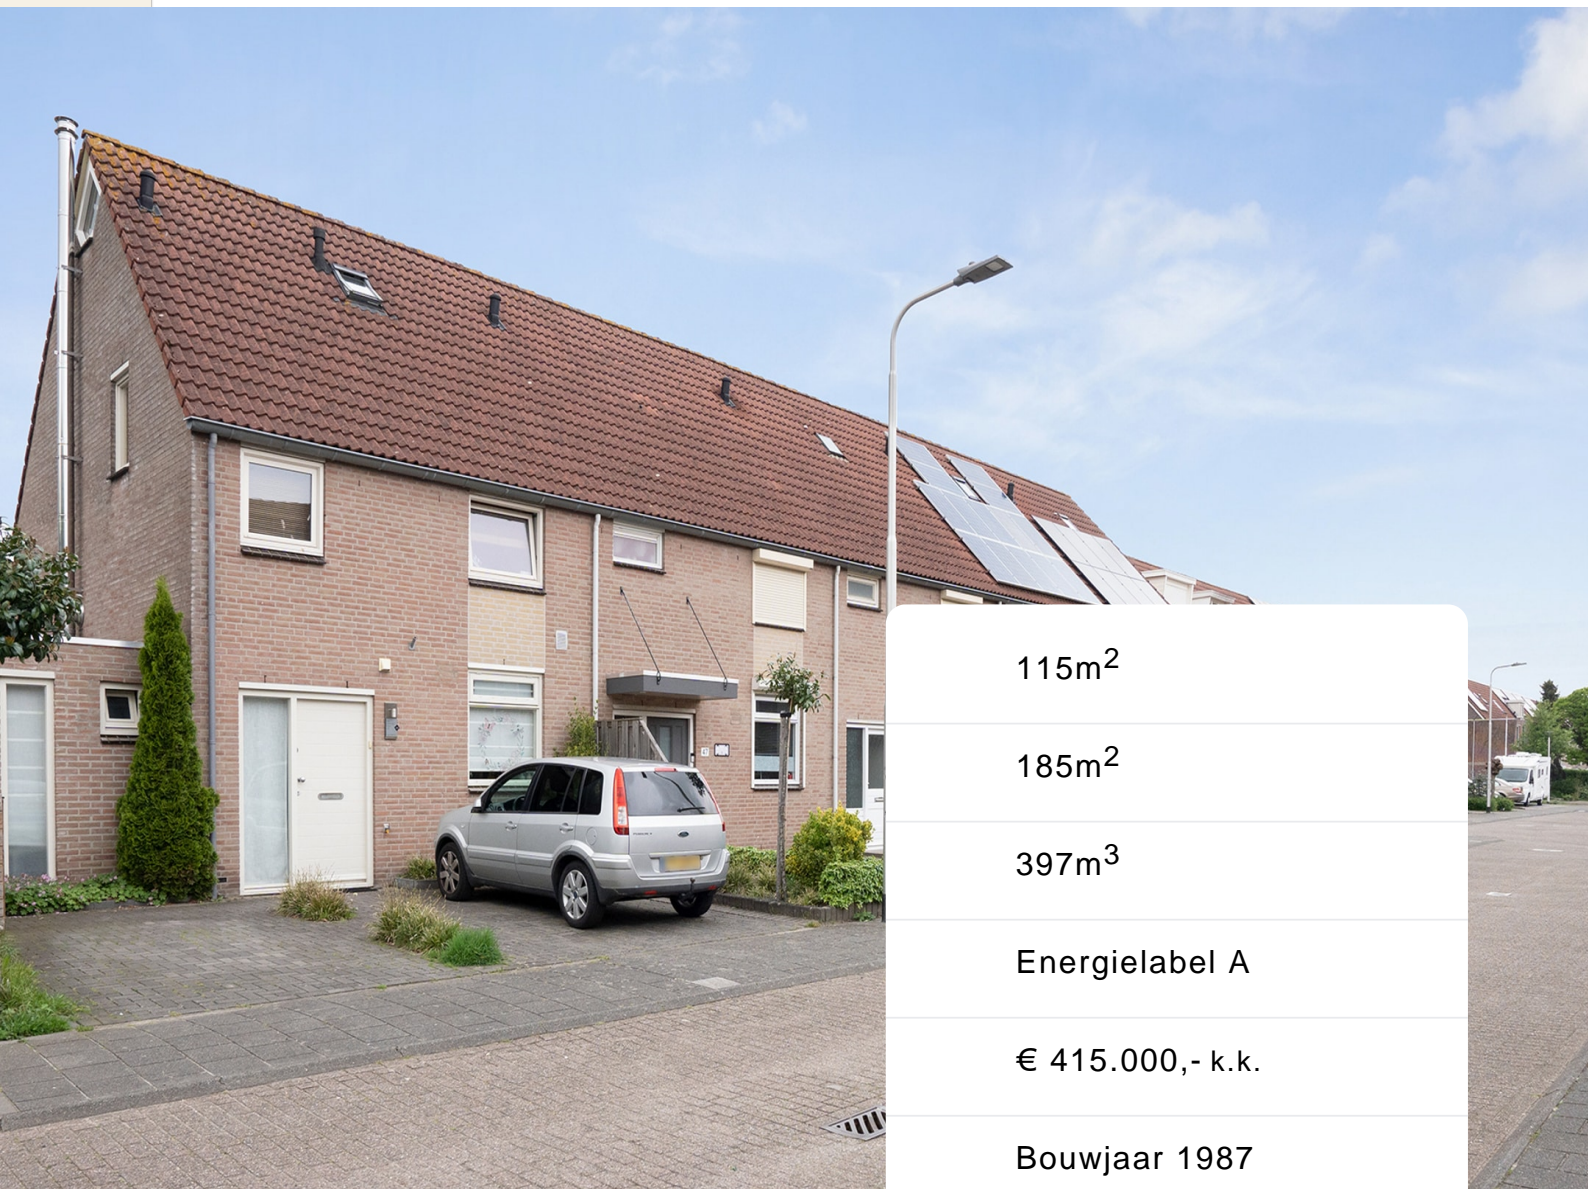 115m²
185m²
397m³
Energielabel A
€ 415.000,- k.k.
Bouwjaar 1987